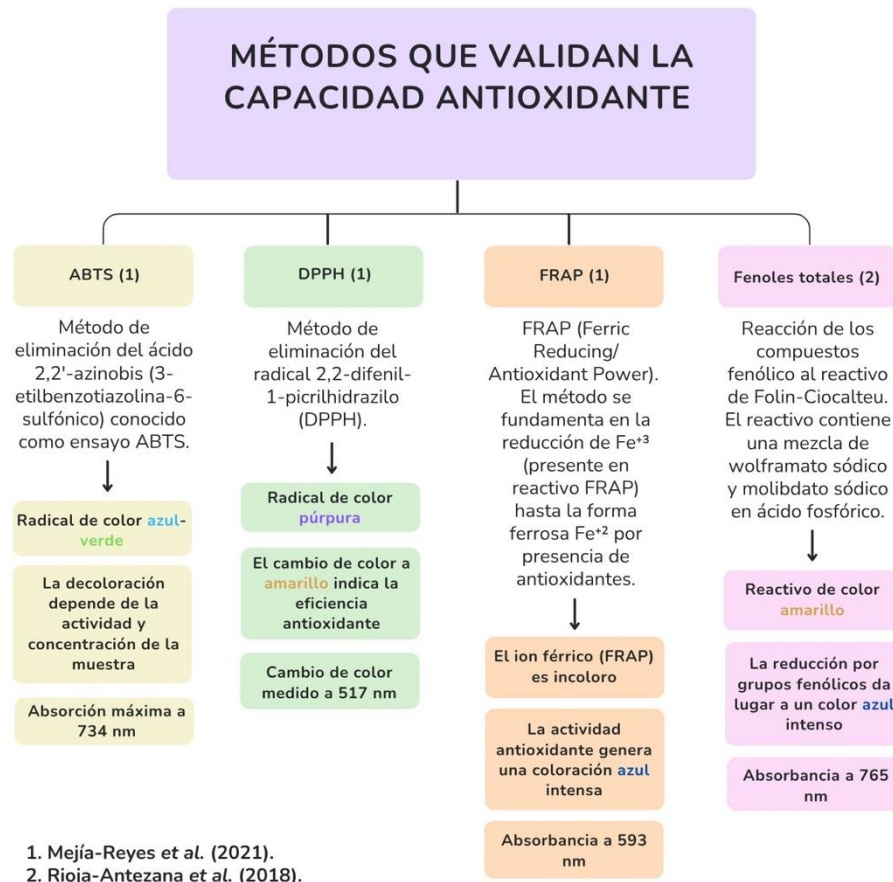 MÉTODOS QUE VALIDAN LA
CAPACIDAD ANTIOXIDANTE
ABTS (1)
Método de
eliminación del ácido
2,2'-azinobis (3-
etilbenzotiazolina-6-
sulfónico) conocido
como ensayo ABTS.
Radical de color azul-
verde
La decoloración
depende de la
actividad y
concentración de la
muestra
Absorción máxima a
734 nm
DPPH (1)
Método de
eliminación del
radical 2,2-difenil-
1-picrilhidrazilo
(DPPH).
Radical de color
púrpura
El cambio de color a
amarillo indica la
eficiencia
antioxidante
Cambio de color
medido a 517 nm
FRAP (1)
FRAP (Ferric
Reducing/
Antioxidant Power).
El método se
fundamenta en la
reducción de Fe⁺³
(presente en
reactivo FRAP)
hasta la forma
ferrosa Fe⁺² por
presencia de
antioxidantes.
El ion férrico (FRAP)
es incoloro
La actividad
antioxidante genera
una coloración azul
intensa
Absorbancia a 593
nm
Fenoles totales (2)
Reacción de los
compuestos
fenólico al reactivo
de Folin-Ciocalteu.
El reactivo contiene
una mezcla de
wolframato sódico
y molibdato sódico
en ácido fosfórico.
Reactivo de color
amarillo
La reducción por
grupos fenólicos da
lugar a un color azul
intenso
Absorbancia a 765
nm
1. Mejía-Reyes et al. (2021).
2. Rioja-Antezana et al. (2018).